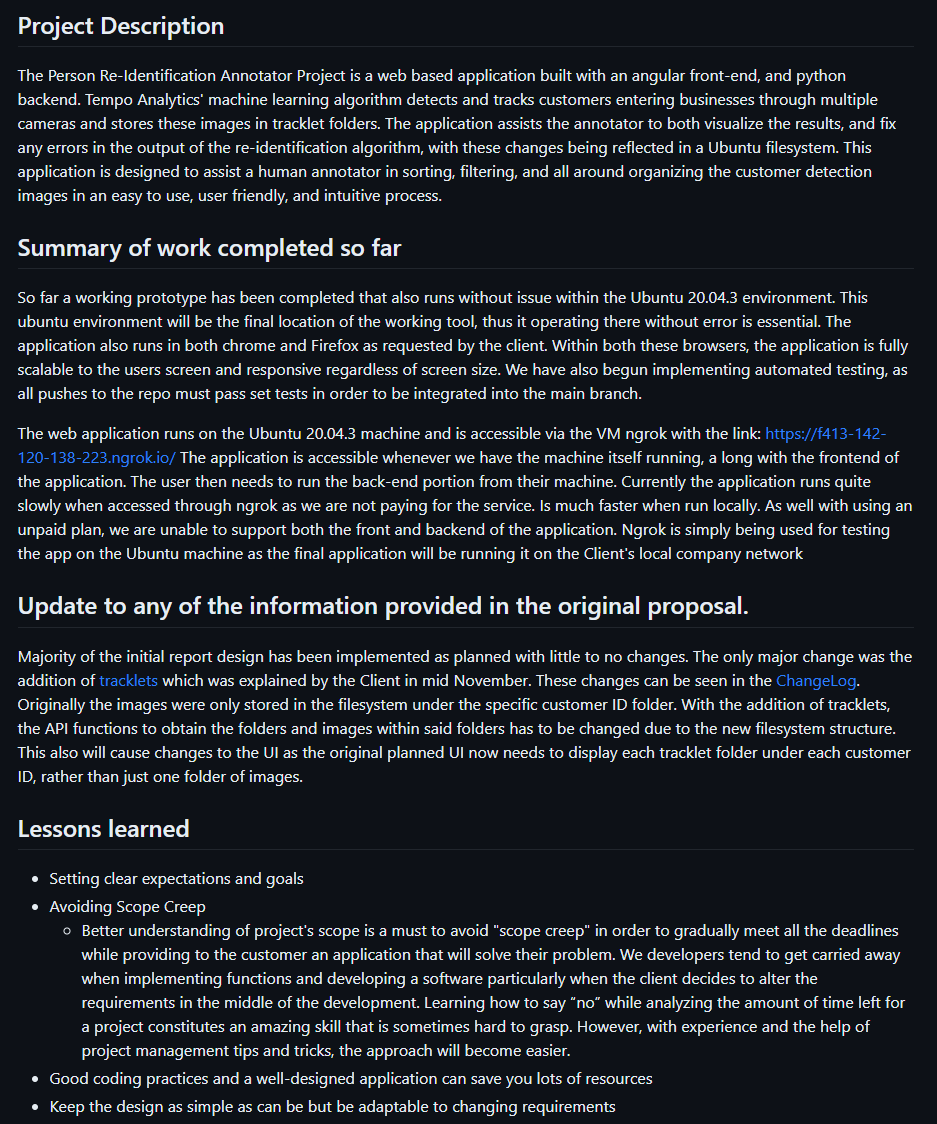 Project Description
The Person Re-Identification Annotator Project is a web based application built with an angular front-end, and python
backend. Tempo Analytics' machine learning algorithm detects and tracks customers entering businesses through multiple
cameras and stores these images in tracklet folders. The application assists the annotator to both visualize the results, and fix
any errors in the output of the re-identification algorithm, with these changes being reflected in a Ubuntu filesystem. This
application is designed to assist a human annotator in sorting, filtering, and all around organizing the customer detection
images in an easy to use, user friendly, and intuitive process.
Summary of work completed so far
So far a working prototype has been completed that also runs without issue within the Ubuntu 20.04.3 environment. This
ubuntu environment will be the final location of the working tool, thus it operating there without error is essential. The
application also runs in both chrome and Firefox as requested by the client. Within both these browsers, the application is fully
scalable to the users screen and responsive regardless of screen size. We have also begun implementing automated testing, as
all pushes to the repo must pass set tests in order to be integrated into the main branch.
The web application runs on the Ubuntu 20.04.3 machine and is accessible via the VM ngrok with the link: https://f413-142-
120-138-223.ngrok.io/ The application is accessible whenever we have the machine itself running, a long with the frontend of
the application. The user then needs to run the back-end portion from their machine. Currently the application runs quite
slowly when accessed through ngrok as we are not paying for the service. Is much faster when run locally. As well with using an
unpaid plan, we are unable to support both the front and backend of the application. Ngrok is simply being used for testing
the app on the Ubuntu machine as the final application will be running it on the Client's local company network
Update to any of the information provided in the original proposal.
Majority of the initial report design has been implemented as planned with little to no changes. The only major change was the
addition of tracklets which was explained by the Client in mid November. These changes can be seen in the ChangeLog.
Originally the images were only stored in the filesystem under the specific customer ID folder. With the addition of tracklets,
the API functions to obtain the folders and images within said folders has to be changed due to the new filesystem structure.
This also will cause changes to the UI as the original planned UI now needs to display each tracklet folder under each customer
ID, rather than just one folder of images.
Lessons learned
• Setting clear expectations and goals
• Avoiding Scope Creep
◦ Better understanding of project's scope is a must to avoid "scope creep" in order to gradually meet all the deadlines
while providing to the customer an application that will solve their problem. We developers tend to get carried away
when implementing functions and developing a software particularly when the client decides to alter the
requirements in the middle of the development. Learning how to say “no” while analyzing the amount of time left for
a project constitutes an amazing skill that is sometimes hard to grasp. However, with experience and the help of
project management tips and tricks, the approach will become easier.
• Good coding practices and a well-designed application can save you lots of resources
• Keep the design as simple as can be but be adaptable to changing requirements